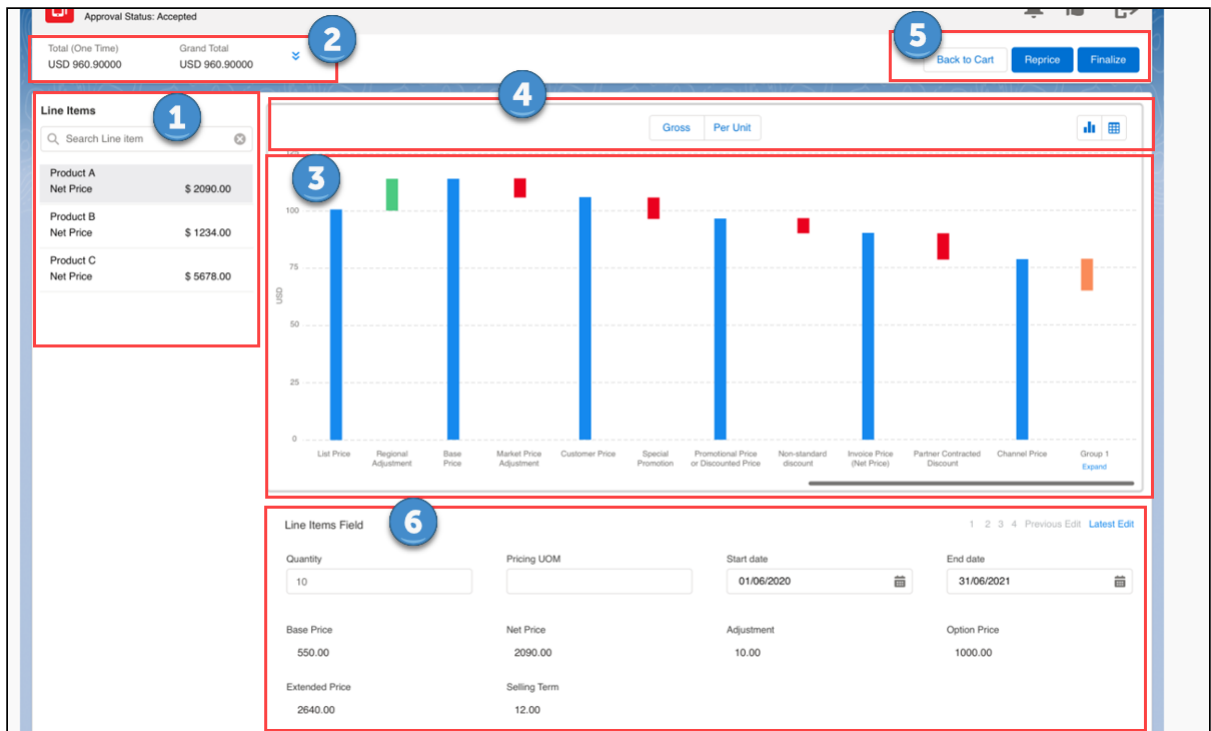 Approval Status: Accepted
Total (One Time) Grand Total
USD 960.90000 USD 960.90000
2
5
Back to Cart Reprice Finalize
Line Items
1
Search Line item
Product A
Net Price $ 2090.00
Product B
Net Price $ 1234.00
Product C
Net Price $ 5678.00
4
Gross Per Unit
3
100
75
50
25
0
USD
List Price
Regional
Adjustment
Base
Price
Market Price
Adjustment
Customer Price
Special
Promotion
Promotional Price
or Discounted Price
Non-standard
discount
Invoice Price
(Net Price)
Partner Contracted
Discount
Channel Price
Group 1
Expand
Line Items Field
6
1 2 3 4 Previous Edit Latest Edit
Quantity Pricing UOM Start date End date
10 01/06/2020 31/06/2021
Base Price Net Price Adjustment Option Price
550.00 2090.00 10.00 1000.00
Extended Price Selling Term
2640.00 12.00